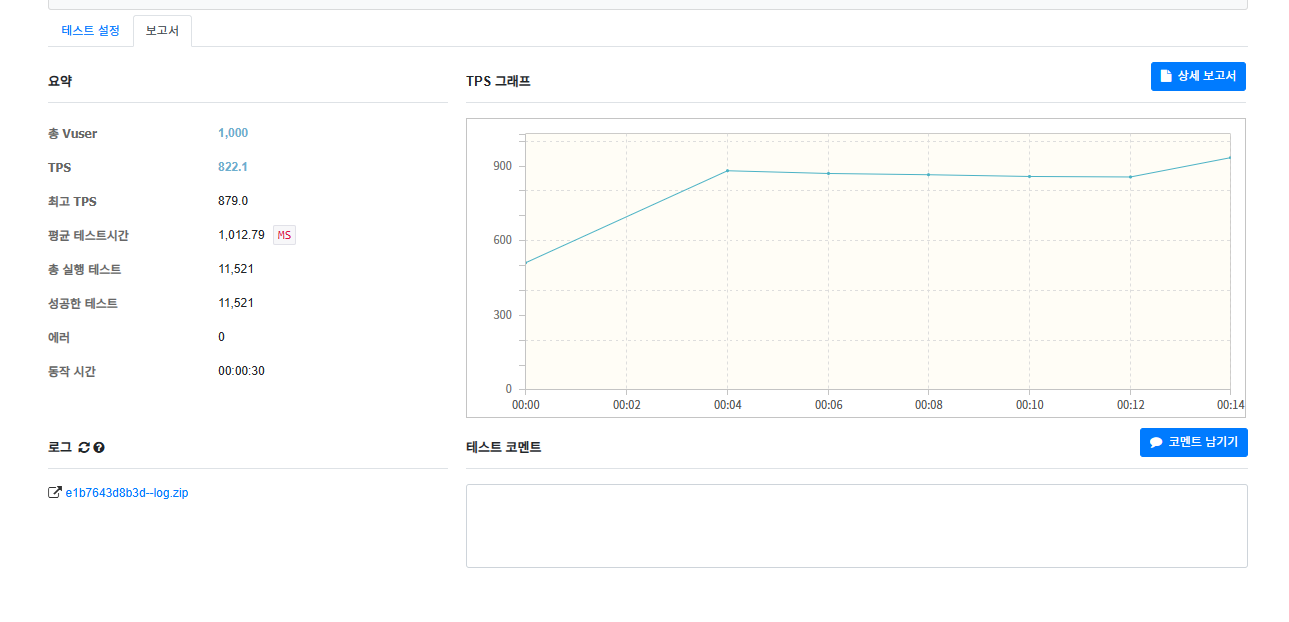 테스트 설정 보고서
요약
총 Vuser 1,000
TPS 822.1
최고 TPS 879.0
평균 테스트시간 1,012.79 MS
총 실행 테스트 11,521
성공한 테스트 11,521
에러 0
동작 시간 00:00:30
TPS 그래프
상세 보고서
900
600
300
0
00:00 00:02 00:04 00:06 00:08 00:10 00:12 00:14
로그
e1b7643d8b3d--log.zip
테스트 코멘트
코멘트 남기기